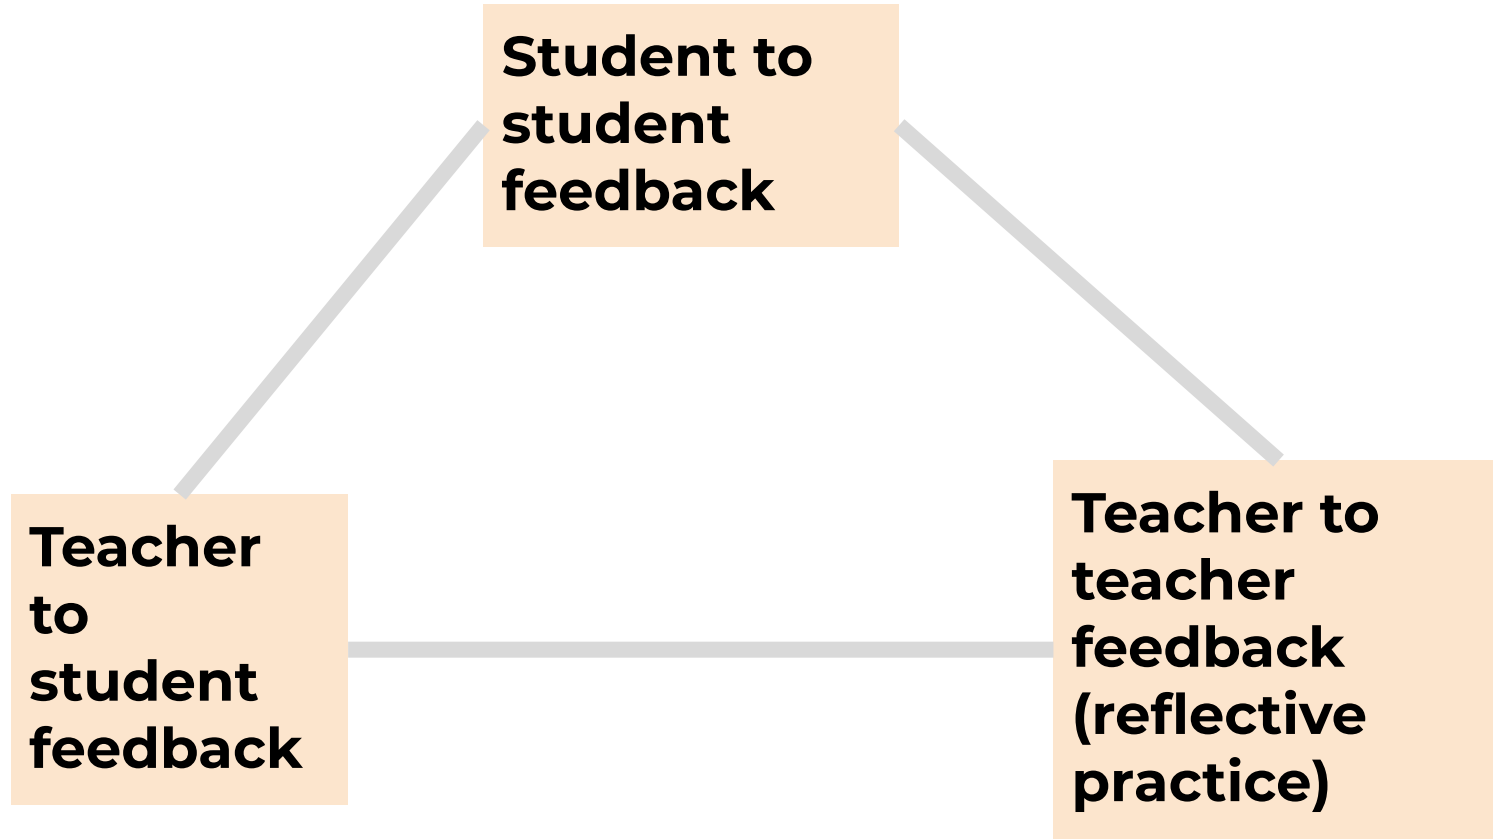 Student to
student
feedback
Teacher
to
student
feedback
Teacher to
teacher
feedback
(reflective
practice)